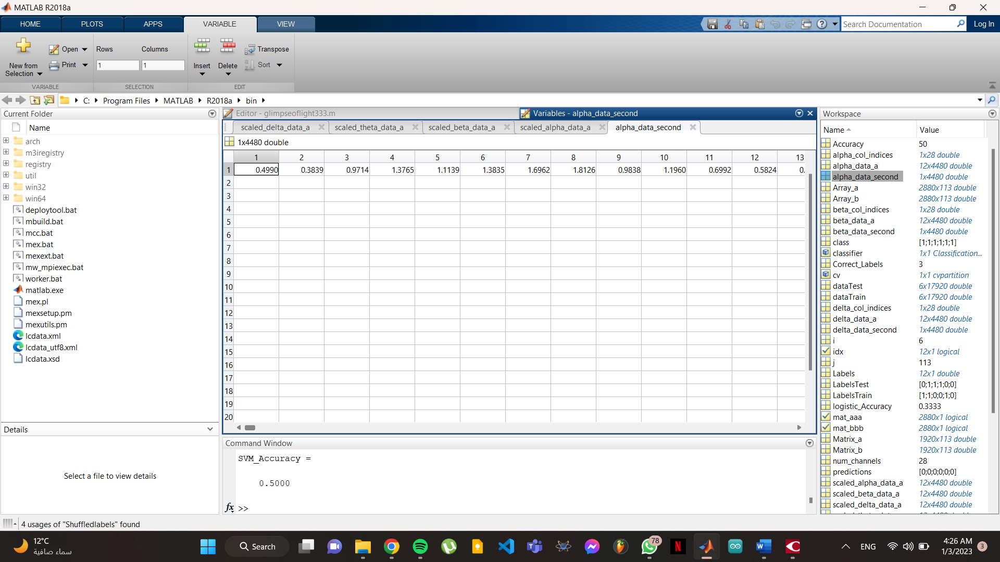 MATLAB R2018a
HOME PLOTS APPS VARIABLE VIEW
Search Documentation
Log In
New from
Selection
Open
Print
VARIABLE
Rows Columns
1 1
SELECTION
Insert
Delete
Transpose
Sort
EDIT
C: Program Files MATLAB R2018a bin
Current Folder
Name
arch
m3iregistry
registry
util
win32
win64
deploytool.bat
mbuild.bat
mcc.bat
mex.bat
mexext.bat
mw_mpiexec.bat
worker.bat
matlab.exe
mex.pl
mexsetup.pm
mexutils.pm
lcdata.xml
lcdata_utf8.xml
lcdata.xsd
Details
Select a file to view details
Editor - glimpseoflight333.m
Variables - alpha_data_second
scaled_delta_data_a scaled_theta_data_a scaled_beta_data_a scaled_alpha_data_a alpha_data_second
1x4480 double
1 2 3 4 5 6 7 8 9 10 11 12 13
1 0.4990 0.3839 0.9714 1.3765 1.1139 1.3835 1.6962 1.8126 0.9838 1.1960 0.6992 0.5824 0.
2
3
4
5
6
7
8
9
10
11
12
13
14
15
16
17
18
19
20
Command Window
SVM_Accuracy =
0.5000
fx >>
Workspace
Name Value
Accuracy 50
alpha_col_indices 1x28 double
alpha_data_a 12x4480 double
alpha_data_second 1x4480 double
Array_a 2880x113 double
Array_b 2880x113 double
beta_col_indices 1x28 double
beta_data_a 12x4480 double
beta_data_second 1x4480 double
class [1;1;1;1;1;1]
classifier 1x1 Classification...
Correct_Labels 3
cv 1x1 cvpartition
dataTest 6x17920 double
dataTrain 6x17920 double
delta_col_indices 1x28 double
delta_data_a 12x4480 double
delta_data_second 1x4480 double
i 6
idx 12x1 logical
j 113
Labels 12x1 double
LabelsTest [0;1;1;1;0;0]
LabelsTrain [1;1;0;0;1;0]
logistic_Accuracy 0.3333
mat_aaa 2880x1 logical
mat_bbb 2880x1 logical
Matrix_a 1920x113 double
Matrix_b 1920x113 double
num_channels 28
predictions [0;0;0;0;0;0]
scaled_alpha_data_a 12x4480 double
scaled_beta_data_a 12x4480 double
scaled_delta_data_a 12x4480 double
4 usages of "Shuffledlabels" found
12°C
سماء صافية
Search
78
ENG
4:26 AM
1/3/2023
3